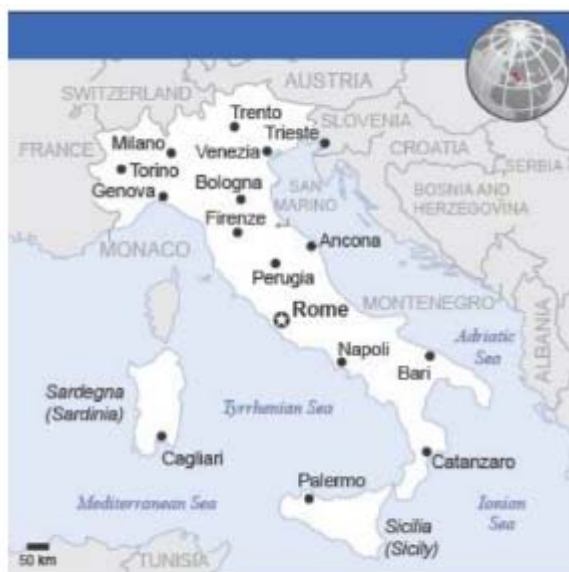 AUSTRIA
SWITZERLAND
Trento
SLOVENIA
Trieste
Milano
FRANCE
Venezia
CROATIA
Torino
SERBIA
Bologna
Genova
SAN
MARINO
BOSNIA AND
HERZEGOVINA
Firenze
MONACO
Ancona
Perugia
MONTENEGRO
Rome
Adriatic
Sea
ALBANIA
Napoli
Bari
Sardegna
(Sardinia)
Tyrrhenian Sea
Cagliari
Catanzaro
Palermo
Mediterranean Sea
Ionian
Sea
Sicilia
(Sicily)
50 km
TUNISIA